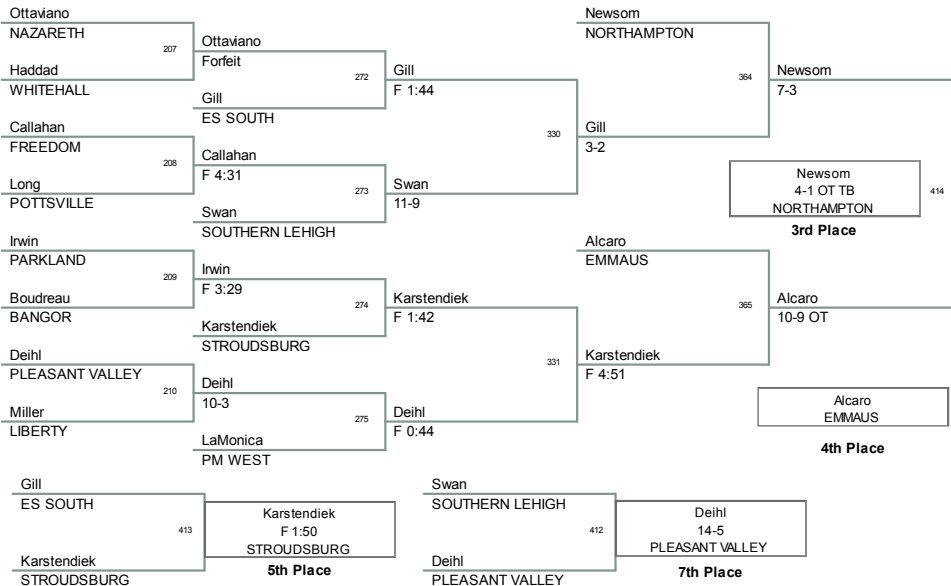 Ottaviano
NAZARETH
207
Haddad
WHITEHALL
Ottaviano
Forfeit
272
Gill
ES SOUTH
Callahan
FREEDOM
208
Long
POTTSVILLE
Callahan
F 4:31
273
Swan
SOUTHERN LEHIGH
Gill
F 1:44
330
Swan
11-9
Newsom
NORTHAMPTON
364
Gill
3-2
Newsom
7-3
Newsom
4-1 OT TB
NORTHAMPTON
414
3rd Place
Irwin
PARKLAND
209
Boudreau
BANGOR
Irwin
F 3:29
274
Karstendiek
STROUDSBURG
Deihl
PLEASANT VALLEY
210
Miller
LIBERTY
Deihl
10-3
275
LaMonica
PM WEST
Karstendiek
F 1:42
331
Deihl
F 0:44
Alcaro
EMMAUS
365
Karstendiek
F 4:51
Alcaro
10-9 OT
Alcaro
EMMAUS
4th Place
Gill
ES SOUTH
413
Karstendiek
STROUDSBURG
Karstendiek
F 1:50
STROUDSBURG
5th Place
Swan
SOUTHERN LEHIGH
412
Deihl
PLEASANT VALLEY
Deihl
14-5
PLEASANT VALLEY
7th Place